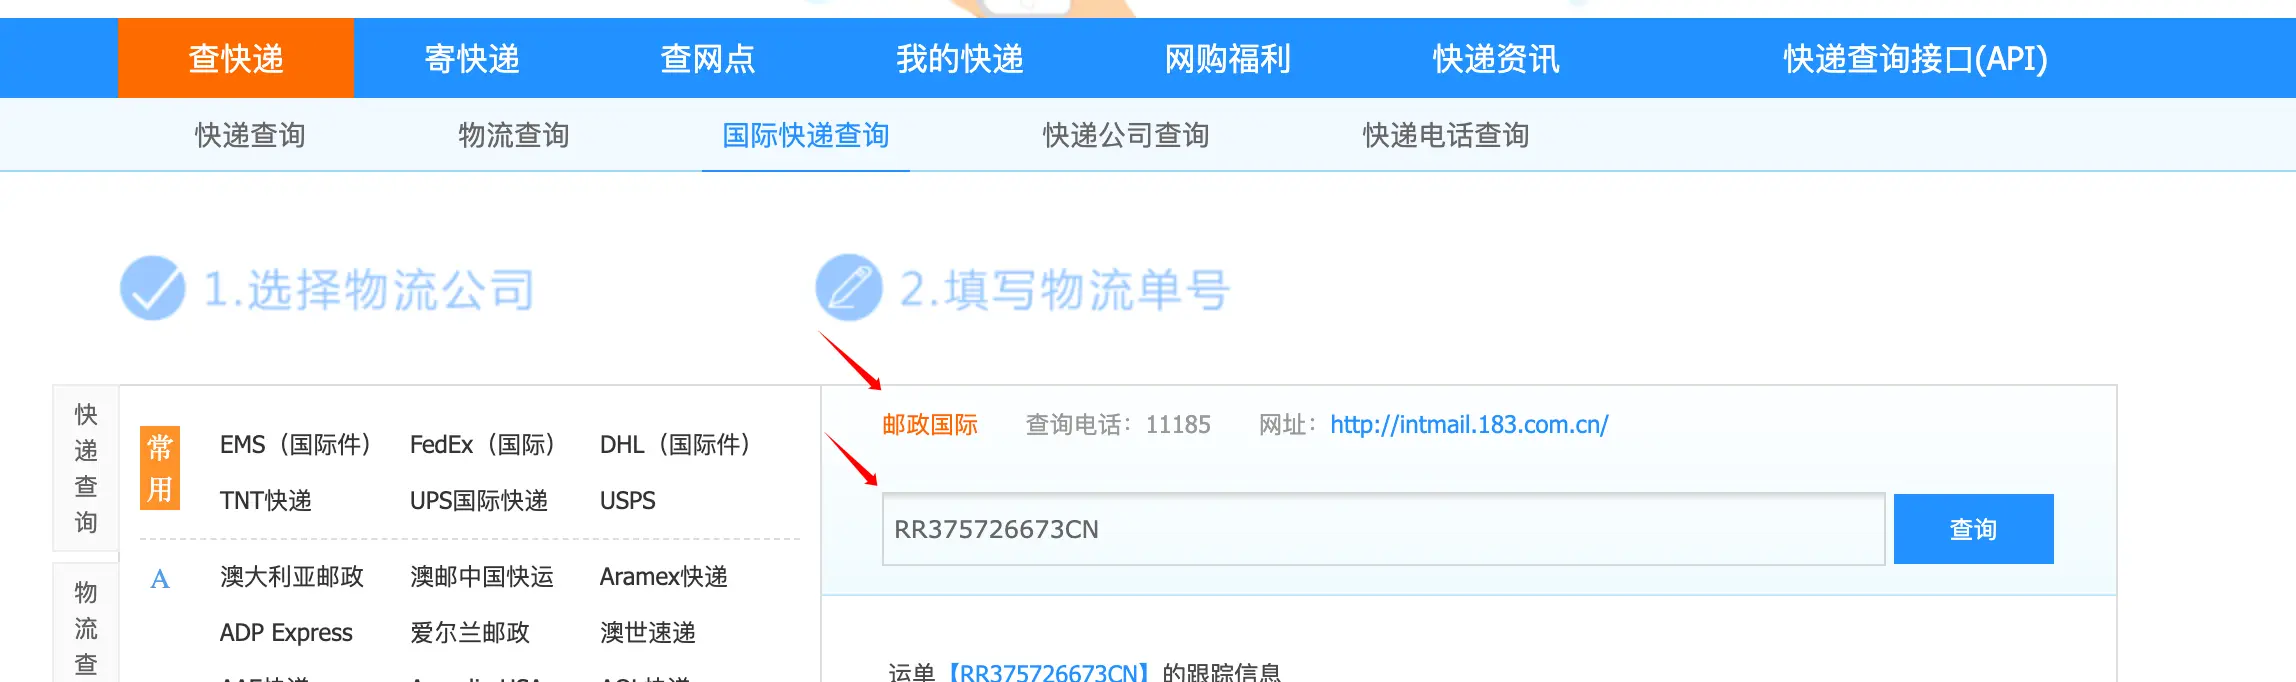 查快递 寄快递 查网点 我的快递 网购福利 快递资讯 快递查询接口(API)
快递查询 物流查询 国际快递查询 快递公司查询 快递电话查询
1.选择物流公司
2.填写物流单号
快递查询
物流查
常用
EMS（国际件） FedEx（国际） DHL（国际件）
TNT快递 UPS国际快递 USPS
A
澳大利亚邮政 澳邮中国快运 Aramex快递
ADP Express 爱尔兰邮政 澳世速递
邮政国际 查询电话：11185 网址：http://intmail.183.com.cn/
RR375726673CN 查询
运单【RR375726673CN】的跟踪信息